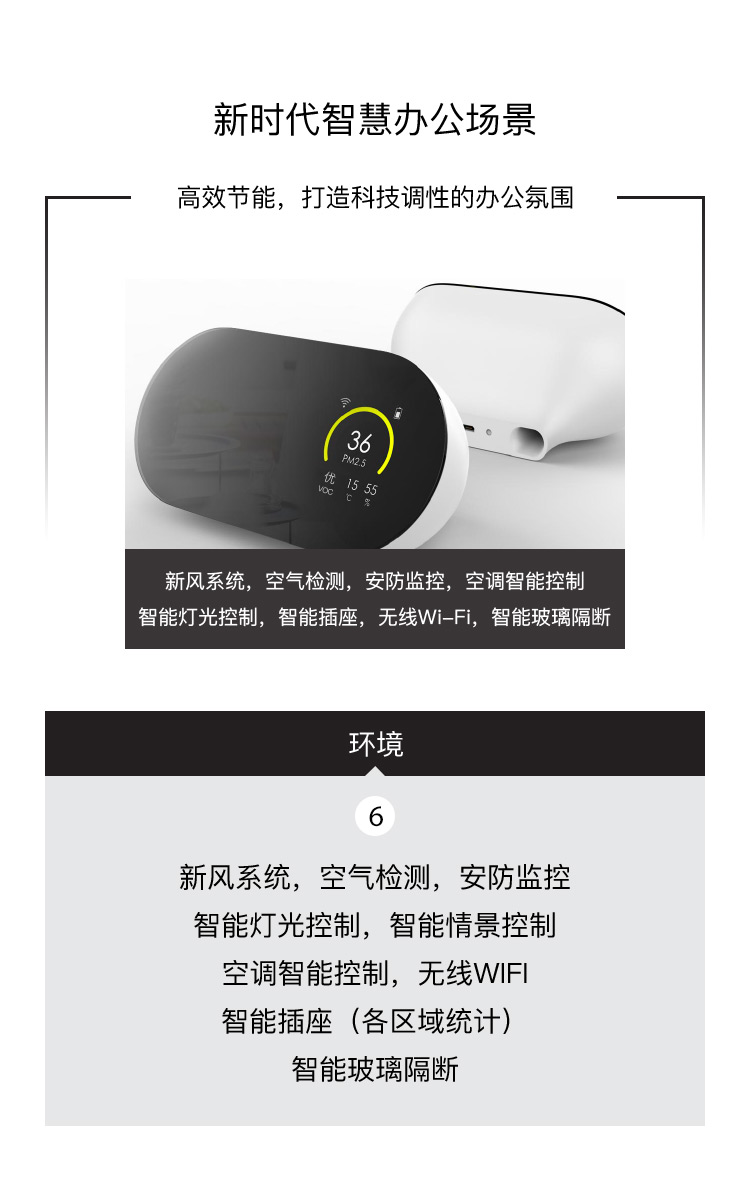 新时代智慧办公场景
高效节能，打造科技调性的办公氛围
36
PM2.5
优 15 55
VOC ℃ %
新风系统，空气检测，安防监控，空调智能控制
智能灯光控制，智能插座，无线Wi-Fi，智能玻璃隔断
环境
6
新风系统，空气检测，安防监控
智能灯光控制，智能情景控制
空调智能控制，无线WIFI
智能插座（各区域统计）
智能玻璃隔断